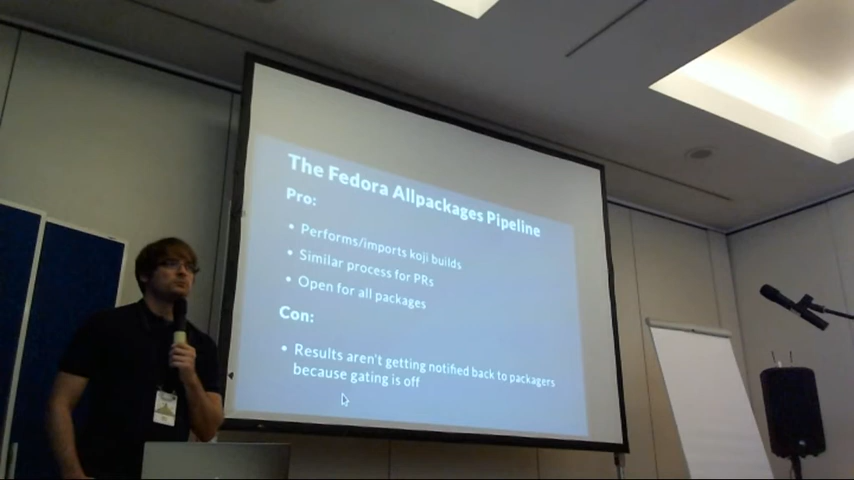 The Fedora Allpackages Pipeline
Pro:
• Performs/imports koji builds
• Similar process for PRs
• Open for all packages
Con:
• Results aren't getting notified back to packagers
because gating is off